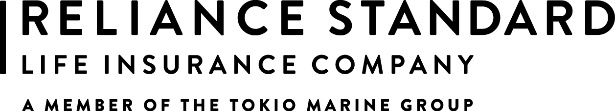 RELIANCE STANDARD
LIFE INSURANCE COMPANY
A MEMBER OF THE TOKIO MARINE GROUP